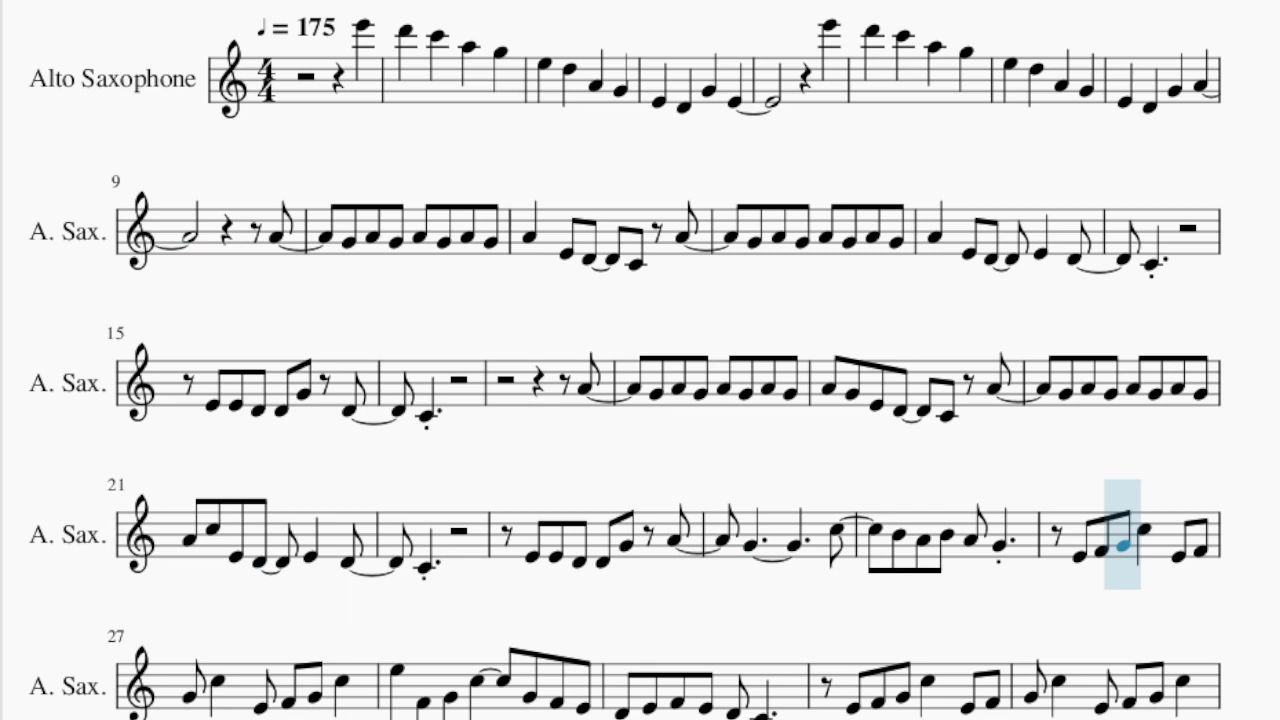 ♩ = 175
Alto Saxophone
4
4
9
A. Sax.
15
A. Sax.
21
A. Sax.
27
A. Sax.